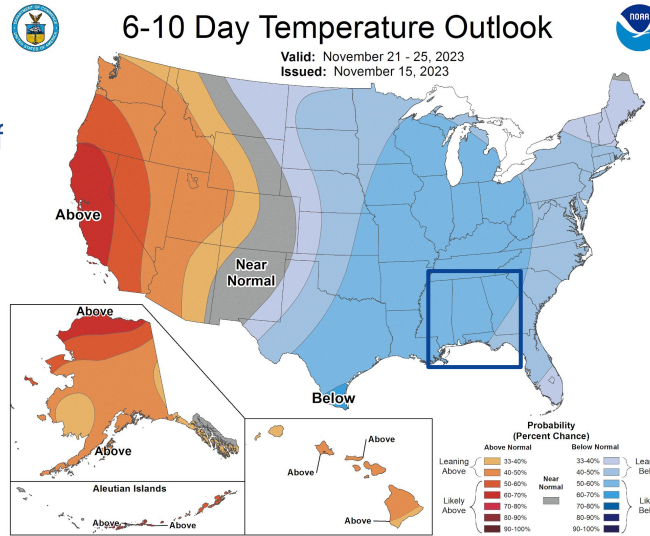 6-10 Day Temperature Outlook
Valid: November 21 - 25, 2023
Issued: November 15, 2023
NOAA
Above
Near
Normal
Below
Above
Above
Aleutian Islands
Above
Above
Above
Above
Above
Probability
(Percent Chance)
Above Normal
Below Normal
Leaning
Above
Likely
Above
33-40%
40-50%
50-60%
60-70%
70-80%
80-90%
90-100%
Near
Normal
33-40%
40-50%
50-60%
60-70%
70-80%
80-90%
90-100%
Likely